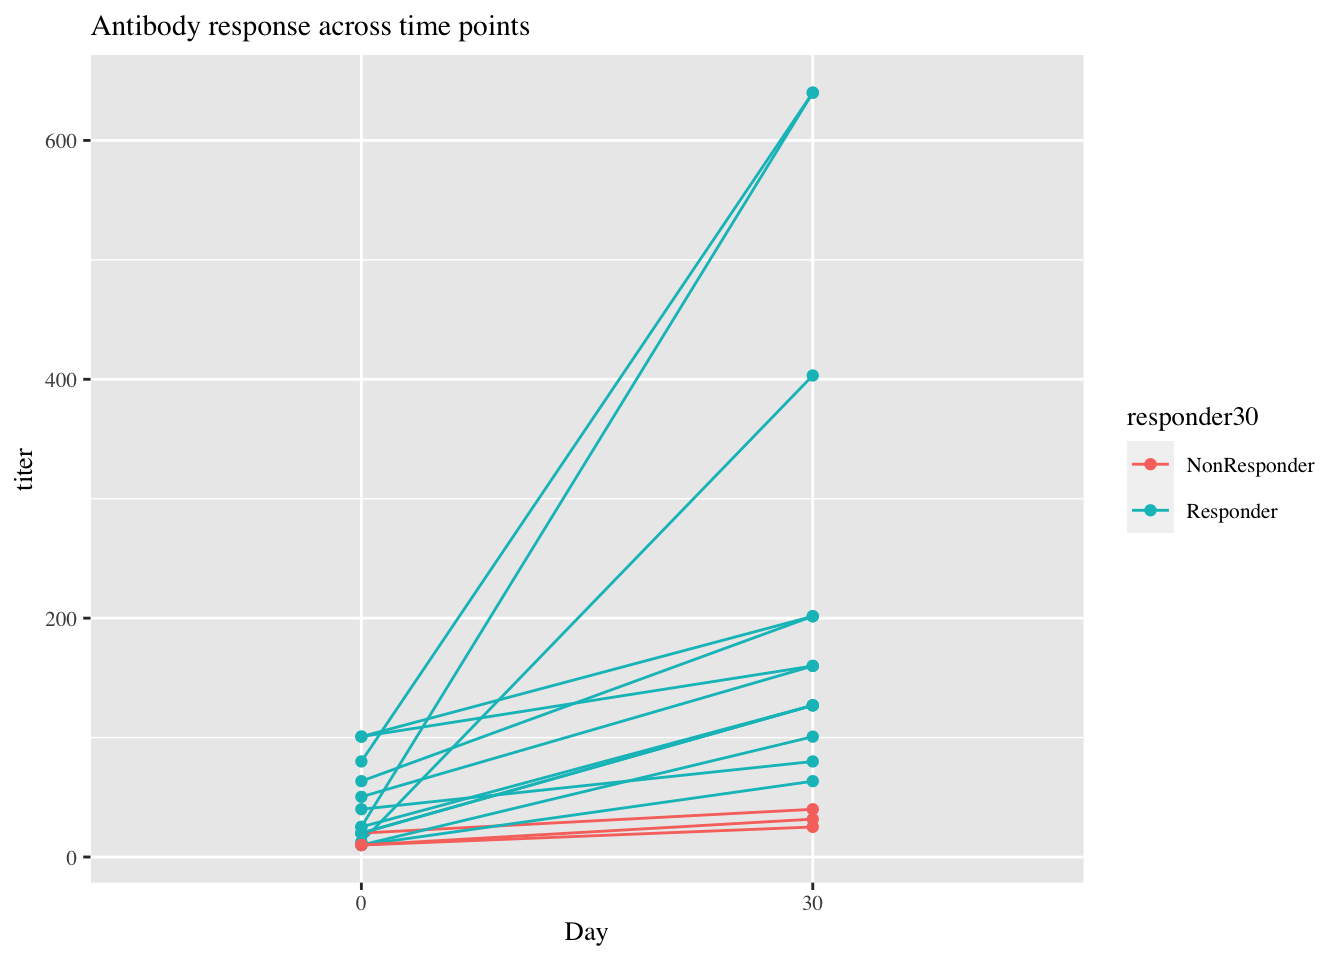 Antibody response across time points
600
400
200
0
titer
0
30
Day
responder30
NonResponder
Responder